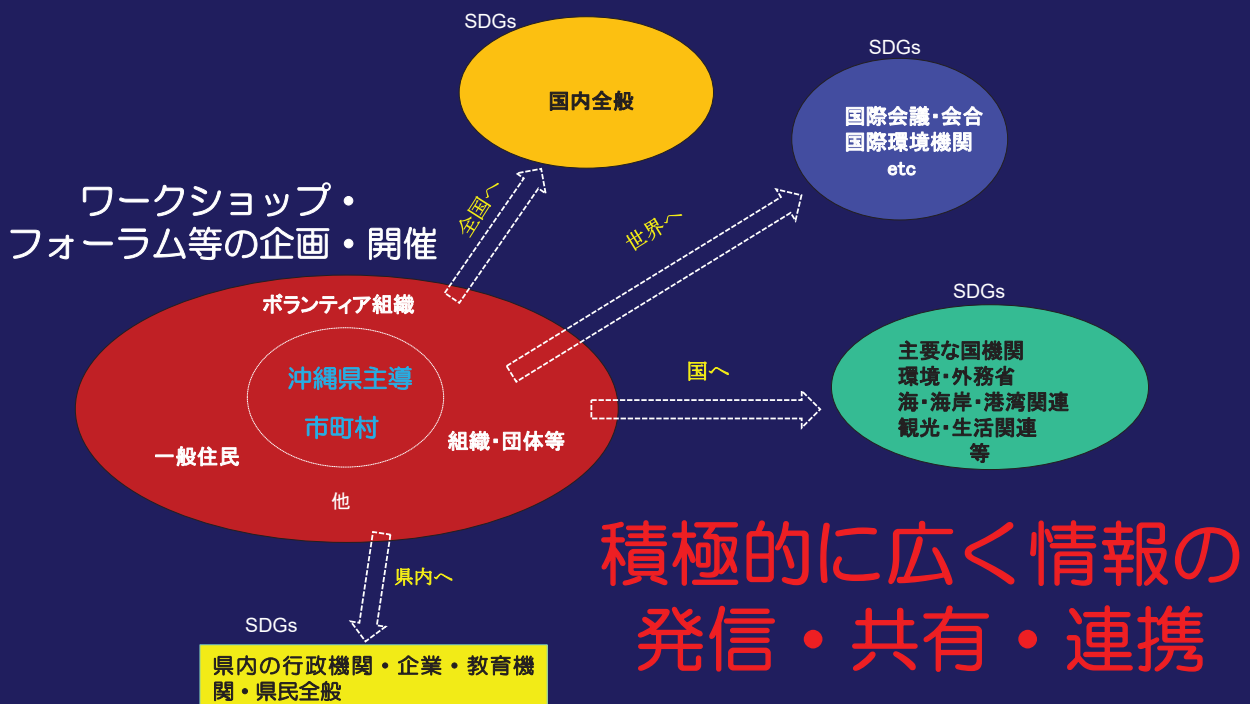 SDGs
国内全般
SDGs
国際会議・会合
国際環境機関
etc
ワークショップ・
フォーラム等の企画・開催
全国へ
世界へ
ボランティア組織
沖縄県主導
市町村
一般住民
組織・団体等
他
国へ
SDGs
主要な国機関
環境・外務省
海・海岸・港湾関連
観光・生活関連
等
県内へ
SDGs
県内の行政機関・企業・教育機
関・県民全般
積極的に広く情報の
発信・共有・連携